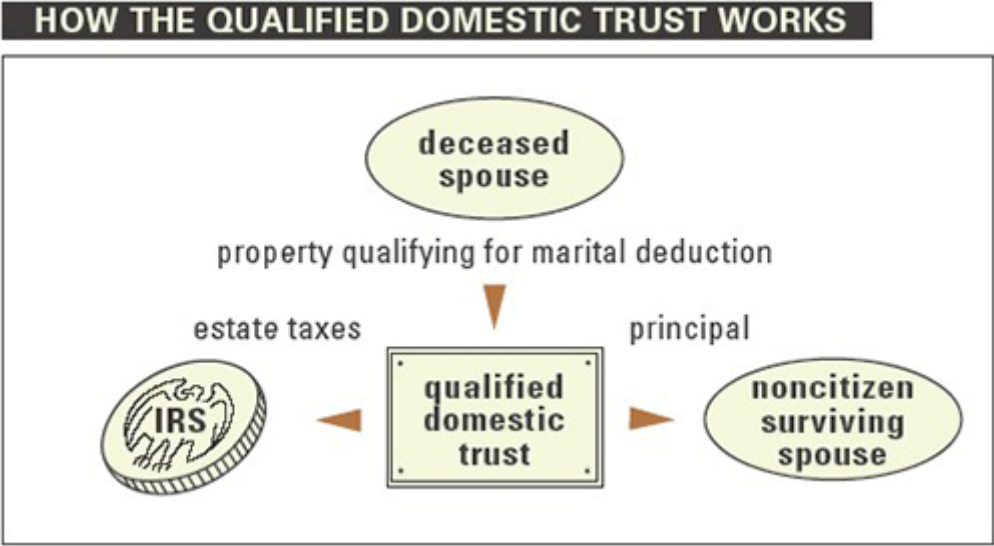 HOW THE QUALIFIED DOMESTIC TRUST WORKS
deceased
spouse
property qualifying for marital deduction
estate taxes
principal
IRS
qualified
domestic
trust
noncitizen
surviving
spouse